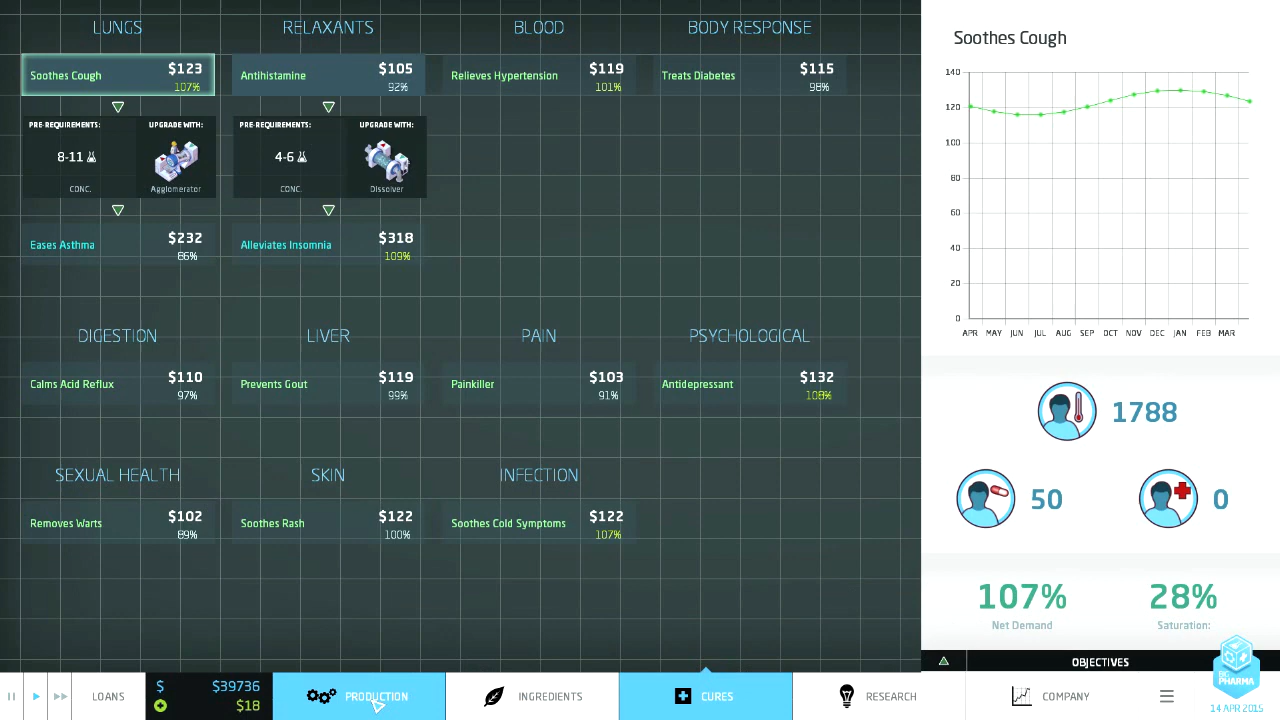 LUNGS RELAXANTS BLOOD BODY RESPONSE
Soothes Cough $123 107%
Antihistamine $105 92%
Relieves Hypertension $119 101%
Treats Diabetes $115 98%
PRE-REQUIREMENTS: UPGRADE WITH:
8-11
CONC. Agglomerator
PRE-REQUIREMENTS: UPGRADE WITH:
4-6
CONC. Dissolver
Eases Asthma $232 86%
Alleviates Insomnia $318 109%
DIGESTION LIVER PAIN PSYCHOLOGICAL
Calms Acid Reflux $110 97%
Prevents Gout $119 99%
Painkiller $103 91%
Antidepressant $132 108%
SEXUAL HEALTH SKIN INFECTION
Removes Warts $102 89%
Soothes Rash $122 100%
Soothes Cold Symptoms $122 107%
Soothes Cough
140
120
100
80
60
40
20
0
APR MAY JUN JUL AUG SEP OCT NOV DEC JAN FEB MAR
1788
50 0
107% 28%
Net Demand Saturation:
OBJECTIVES
BIG PHARMA
14 APR 2015
LOANS
$ $39736
$18
PRODUCTION INGREDIENTS CURES RESEARCH COMPANY